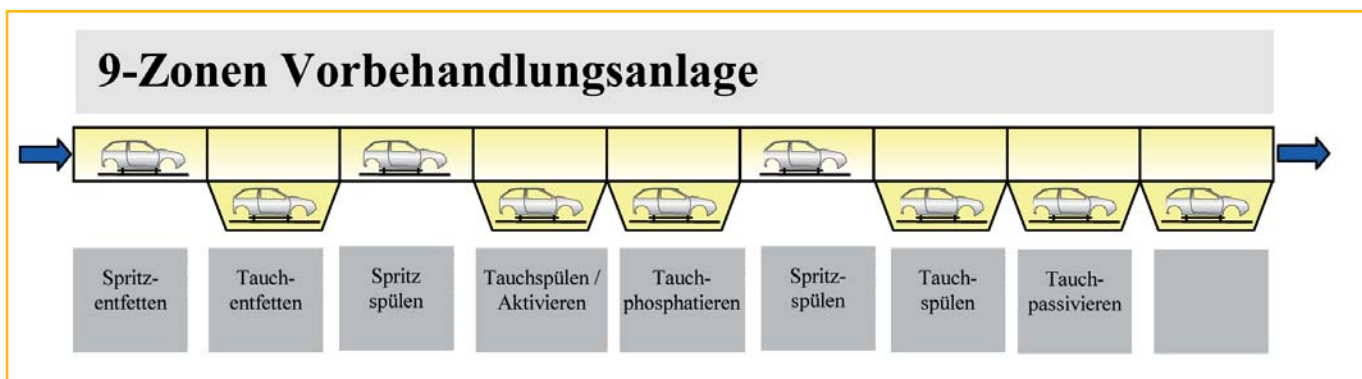 9-Zonen Vorbehandlungsanlage
Spritz-
entfetten
Tauch-
entfetten
Spritz
spülen
Tauchspülen /
Aktivieren
Tauch-
phosphatieren
Spritz-
spülen
Tauch-
spülen
Tauch-
passivieren